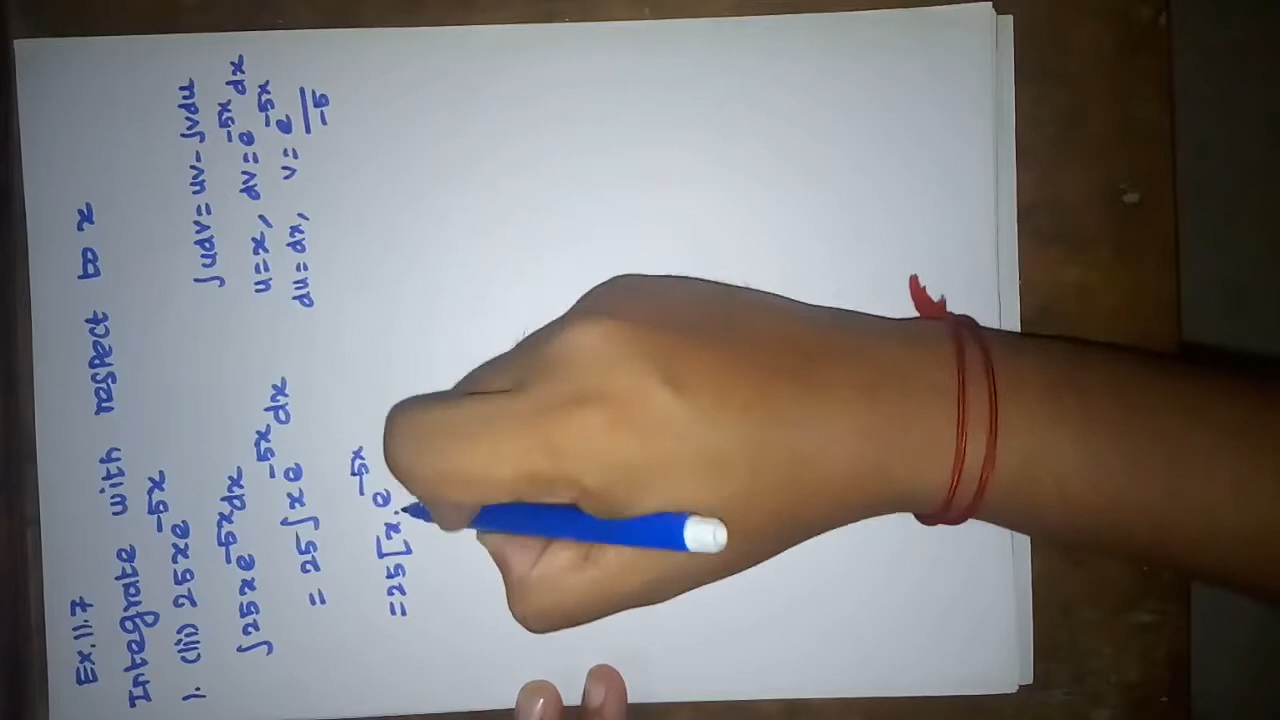 Ex.11.7
Integrate with respect to x
1. (iii) 25xe^{-5x}
∫25xe^{-5x}dx
= 25∫xe^{-5x}dx
=25[x.e^{-5x}
∫udv=uv-∫vdu
u=x, dv=e^{-5x}dx
du=dx, v=\frac{e^{-5x}}{-5}